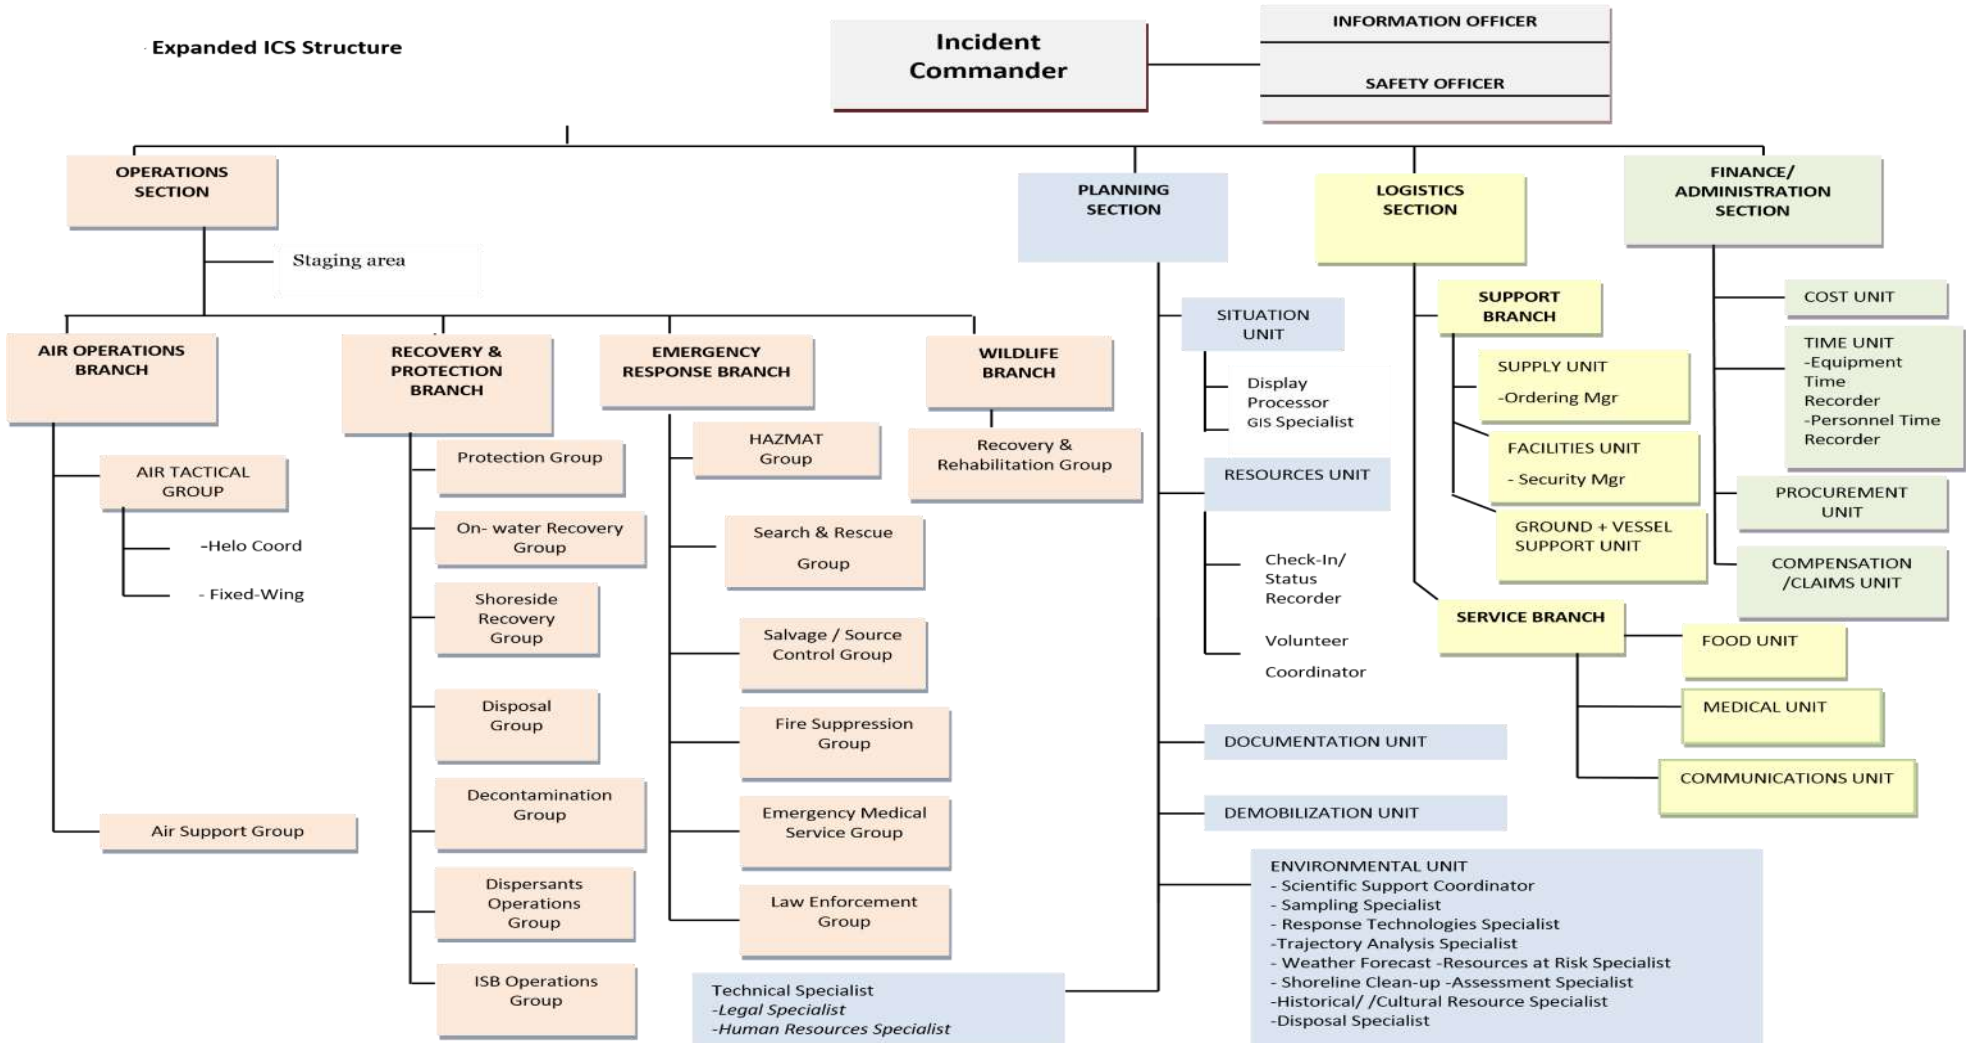 - Expanded ICS Structure
Incident
Commander
INFORMATION OFFICER
SAFETY OFFICER
OPERATIONS
SECTION
Staging area
AIR OPERATIONS
BRANCH
AIR TACTICAL
GROUP
-Helo Coord
- Fixed-Wing
Air Support Group
RECOVERY &
PROTECTION
BRANCH
Protection Group
On- water Recovery
Group
Shoreside
Recovery
Group
Disposal
Group
Decontamination
Group
Dispersants
Operations
Group
ISB Operations
Group
EMERGENCY
RESPONSE BRANCH
HAZMAT
Group
Search & Rescue
Group
Salvage / Source
Control Group
Fire Suppression
Group
Emergency Medical
Service Group
Law Enforcement
Group
WILDLIFE
BRANCH
Recovery &
Rehabilitation Group
PLANNING
SECTION
SITUATION
UNIT
Display
Processor
GIS Specialist
RESOURCES UNIT
Check-In/
Status
Recorder
Volunteer
Coordinator
DOCUMENTATION UNIT
DEMOBILIZATION UNIT
ENVIRONMENTAL UNIT
- Scientific Support Coordinator
- Sampling Specialist
- Response Technologies Specialist
-Trajectory Analysis Specialist
- Weather Forecast -Resources at Risk Specialist
- Shoreline Clean-up -Assessment Specialist
-Historical/ /Cultural Resource Specialist
-Disposal Specialist
Technical Specialist
-Legal Specialist
-Human Resources Specialist
LOGISTICS
SECTION
SUPPORT
BRANCH
SUPPLY UNIT
-Ordering Mgr
FACILITIES UNIT
- Security Mgr
GROUND + VESSEL
SUPPORT UNIT
SERVICE BRANCH
FOOD UNIT
MEDICAL UNIT
COMMUNICATIONS UNIT
FINANCE/
ADMINISTRATION
SECTION
COST UNIT
TIME UNIT
-Equipment
Time
Recorder
-Personnel Time
Recorder
PROCUREMENT
UNIT
COMPENSATION
/CLAIMS UNIT